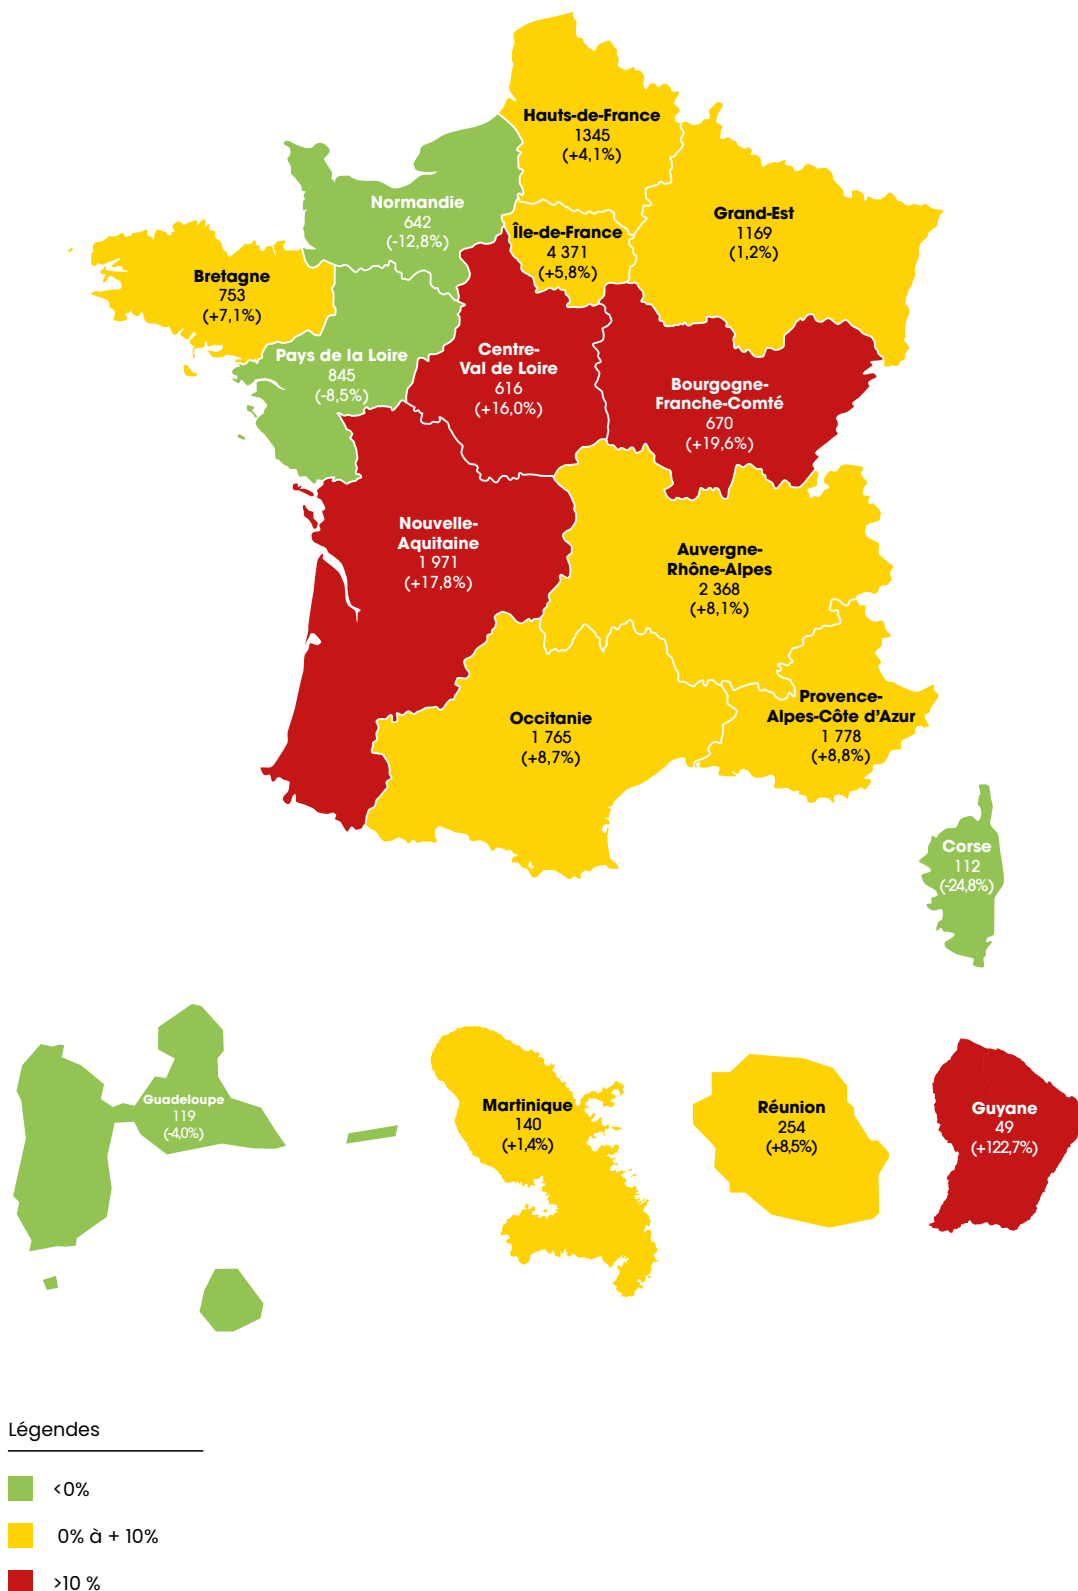 Hauts-de-France
1345
(+4,1%)
Normandie
642
(-12,8%)
Île-de-France
4 371
(+5,8%)
Grand-Est
1169
(1,2%)
Bretagne
753
(+7,1%)
Pays de la Loire
845
(-8,5%)
Centre-
Val de Loire
616
(+16,0%)
Bourgogne-
Franche-Comté
670
(+19,6%)
Nouvelle-
Aquitaine
1 971
(+17,8%)
Auvergne-
Rhône-Alpes
2 368
(+8,1%)
Occitanie
1 765
(+8,7%)
Provence-
Alpes-Côte d'Azur
1 778
(+8,8%)
Corse
112
(-24,8%)
Guadeloupe
119
(-4,0%)
Martinique
140
(+1,4%)
Réunion
254
(+8,5%)
Guyane
49
(+122,7%)
Légendes
<0%
0% à + 10%
>10 %